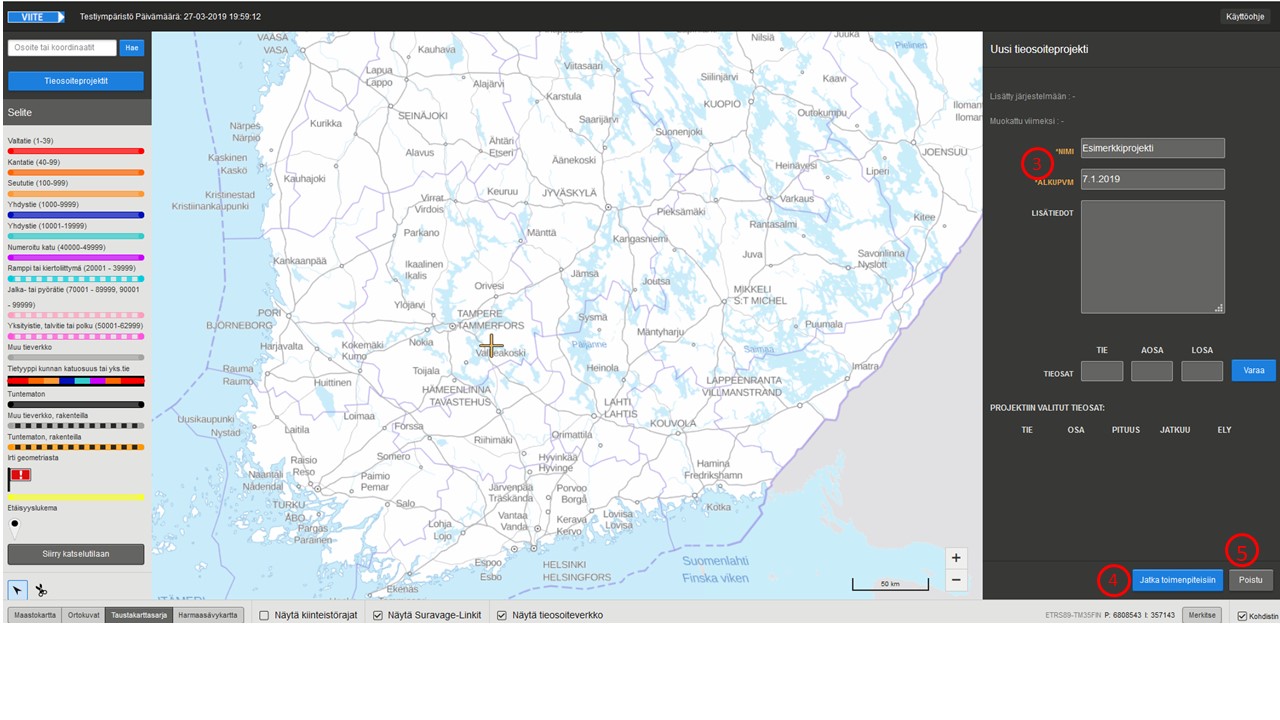 VIITE
Testiympäristö Päivämäärä: 27-03-2019 19:59:12
Käyttöohje
Osoite tai koordinaatit
Hae
Tieosoiteprojektit
Selite
Valtatie (1-39)
Kantatie (40-99)
Seututie (100-999)
Yhdystie (1000-9999)
Yhdystie (10001-19999)
Numeroitu katu (40000-49999)
Ramppi tai kiertoliittymä (20001 - 39999)
Jalka- tai pyörätie (70001 - 89999, 90001
- 99999)
Yksityistie, talvitie tai polku (50001-62999)
Muu tieverkko
Tietyyppi kunnan katuosuus tai yks.tie
Tuntematon
Muu tieverkko, rakenteilla
Tuntematon, rakenteilla
Irti geometriasta
Etäisyyslukema
Siirry katselutilaan
VAASA
VASA
Kauhava
Lapua
Lappo
Alajärvi
Viitasaari
Karstula
Nilsiä
Juuka
Pielinen
Siilinjärvi
Kaavi
KUOPIO
Outokumpu
Ilomantsi
Iloman
SEINÄJOKI
Saarijärvi
Suonenjoki
Närpes
Närpiö
Kurikka
Ähtäri
Etseri
Alavus
Äänekoski
JOENSUU
Kaskinen
Kaskö
Heinävesi
Liperi
Kauhajoki
Kristinestad
Kristiinankaupunki
Virrat
Virdois
Keuruu
JYVÄSKYLÄ
Varkaus
Pieksämäki
Kitee
Parkano
Mänttä
Kangasniemi
Rantasalmi
Kankaanpää
Ikaalinen
Ikalis
Jämsä
Juva
Savonlinna
Nyslott
Orivesi
Joutsa
MIKKELI
S:T MICHEL
Ylöjärvi
PORI
BJÖRNEBORG
TAMPERE
TAMMERFORS
Sysmä
Mäntyharju
Puumala
Harjavalta
Kokemäki
Kumo
Nokia
Valkeakoski
Päijänne
Saimaa
Rauma
Raumo
Toijala
Heinola
Imatra
Huittinen
HÄMEENLINNA
TAVASTEHUS
LAPPEENRANTA
VILLMANSTRAND
Uusikaupunki
Nystad
Loimaa
Forssa
LAHTI
LAHTIS
KOUVOLA
Laitila
Riihimäki
Orimattila
Raisio
Reso
Somero
Hyvinkää
Hyvinge
Hamina
Fredrikshamn
Naantali
Nådendal
Paimio
Pemar
Järvenpää
Träskända
Porvoo
Borgå
TURKU
ÅBO
Salo
Loviisa
Lovisa
Kotka
Pargas
Parainen
Lohja
Lojo
Vantaa
Vanda
Kerava
Kervo
Espoo
Esbo
HELSINKI
HELSINGFORS
Suomenlahti
Finska viken
Ekenäs
ITÄMERI
50 km
+
−
Uusi tieosoiteprojekti
Lisätty järjestelmään : -
Muokattu viimeksi : -
3
*NIMI
Esimerkkiprojekti
*ALKUPVM
7.1.2019
LISÄTIEDOT
TIE AOSA LOSA
TIEOSAT
Varaa
PROJEKTIIN VALITUT TIEOSAT:
TIE OSA PITUUS JATKUU ELY
5
4
Jatka toimenpiteisiin
Poistu
Maastokartta Ortokuvat Taustakarttasarja Harmaasävykartta
Näytä kiinteistörajat
Näytä Suravage-Linkit
Näytä tieosoiteverkko
ETRS89-TM35FIN P: 6808543 I: 357143
Merkitse
Kohdistin